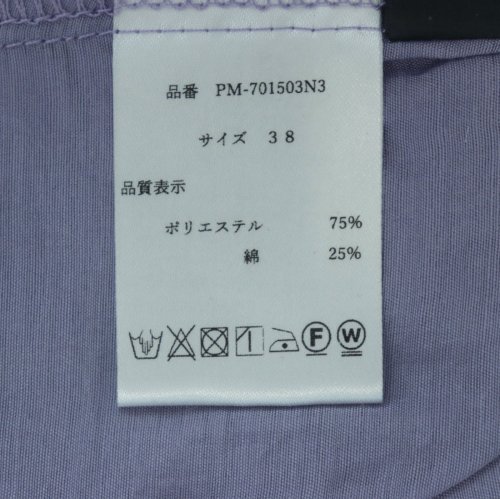 品番 PM-701503N3
サイズ 38
品質表示
ポリエステル 75%
綿 25%
F W